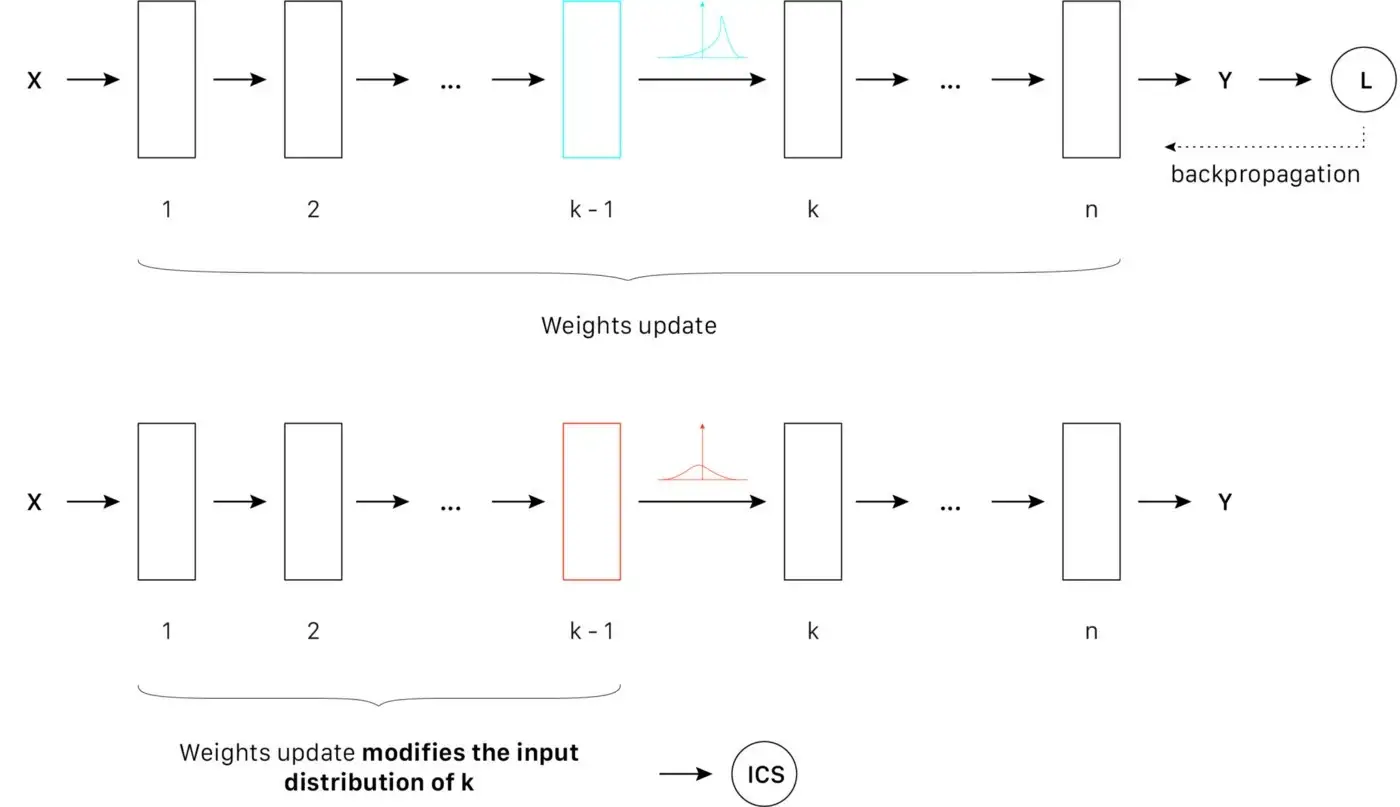 X ... ... Y L
backpropagation
1 2 k - 1 k n
Weights update
X ... ... Y
1 2 k - 1 k n
Weights update modifies the input
distribution of k
ICS